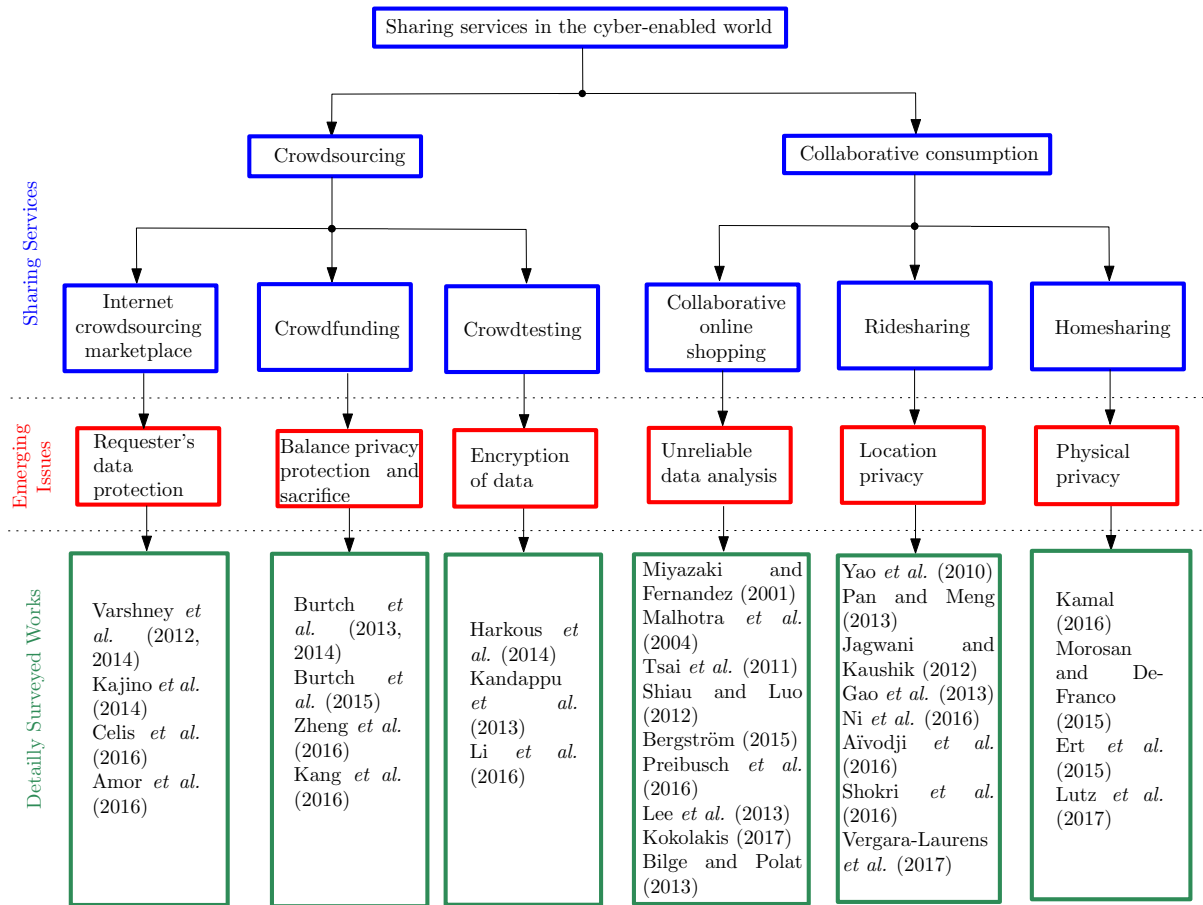 Sharing services in the cyber-enabled world
Crowdsourcing
Collaborative consumption
Sharing Services
Internet
crowdsourcing
marketplace
Crowdfunding
Crowdtesting
Collaborative
online
shopping
Ridesharing
Homesharing
Emerging
Issues
Requester's
data
protection
Balance privacy
protection and
sacrifice
Encryption
of data
Unreliable
data analysis
Location
privacy
Physical
privacy
Detailly Surveyed Works
Varshney et
al. (2012,
2014)
Kajino et al.
(2014)
Celis et al.
(2016)
Amor et al.
(2016)
Burtch et
al. (2013,
2014)
Burtch et
al. (2015)
Zheng et al.
(2016)
Kang et al.
(2016)
Harkous et
al. (2014)
Kandappu
et al.
(2013)
Li et al.
(2016)
Miyazaki and
Fernandez (2001)
Malhotra et al.
(2004)
Tsai et al. (2011)
Shiau and Luo
(2012)
Bergström (2015)
Preibusch et al.
(2016)
Lee et al. (2013)
Kokolakis (2017)
Bilge and Polat
(2013)
Yao et al. (2010)
Pan and Meng
(2013)
Jagwani and
Kaushik (2012)
Gao et al. (2013)
Ni et al. (2016)
Aïvodji et al.
(2016)
Shokri et al.
(2016)
Vergara-Laurens
et al. (2017)
Kamal
(2016)
Morosan
and De-
Franco
(2015)
Ert et al.
(2015)
Lutz et al.
(2017)